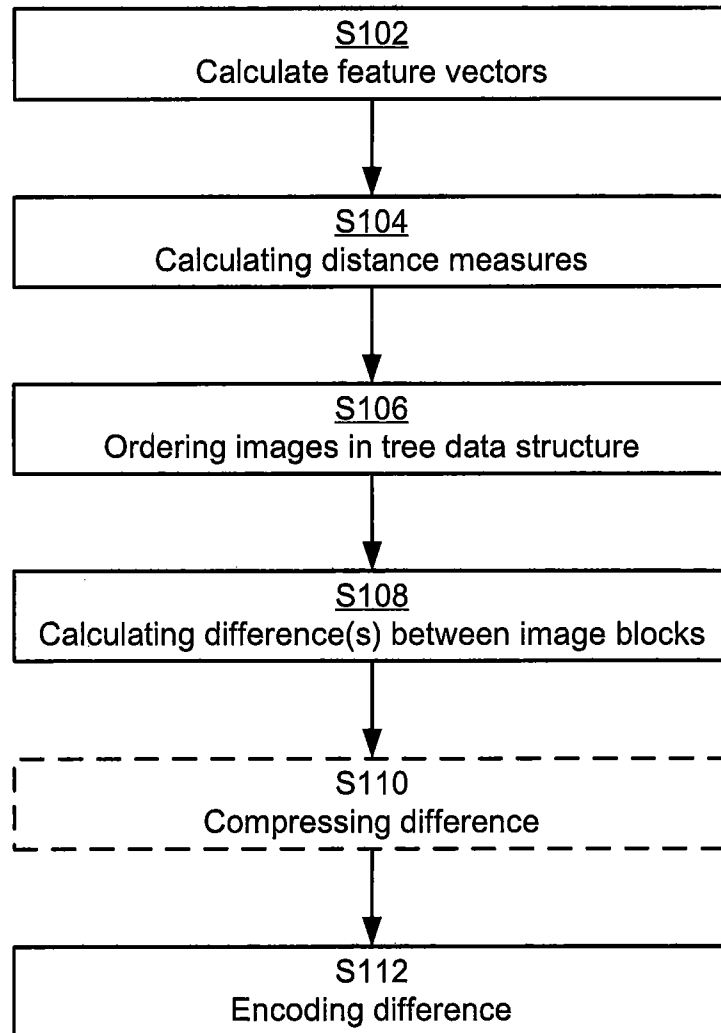 S102
Calculate feature vectors
S104
Calculating distance measures
S106
Ordering images in tree data structure
S108
Calculating difference(s) between image blocks
S110
Compressing difference
S112
Encoding difference